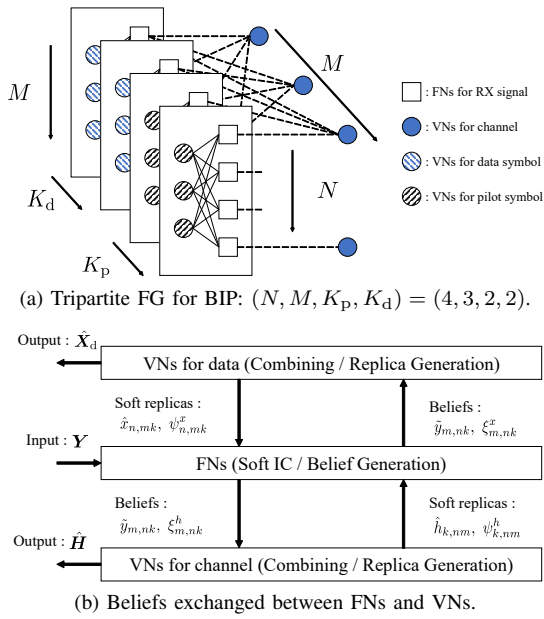 M
M
: FNs for RX signal
: VNs for channel
: VNs for data symbol
: VNs for pilot symbol
N
K_d
K_p
(a) Tripartite FG for BIP: (N, M, K_p, K_d) = (4, 3, 2, 2).
Output : X̂_d
VNs for data (Combining / Replica Generation)
Soft replicas :
x̂_{n,mk}, ψ^x_{n,mk}
Beliefs :
ỹ_{m,nk}, ξ^x_{m,nk}
Input : Y
FNs (Soft IC / Belief Generation)
Beliefs :
ỹ_{m,nk}, ξ^h_{m,nk}
Soft replicas :
ĥ_{k,nm}, ψ^h_{k,nm}
Output : Ĥ
VNs for channel (Combining / Replica Generation)
(b) Beliefs exchanged between FNs and VNs.